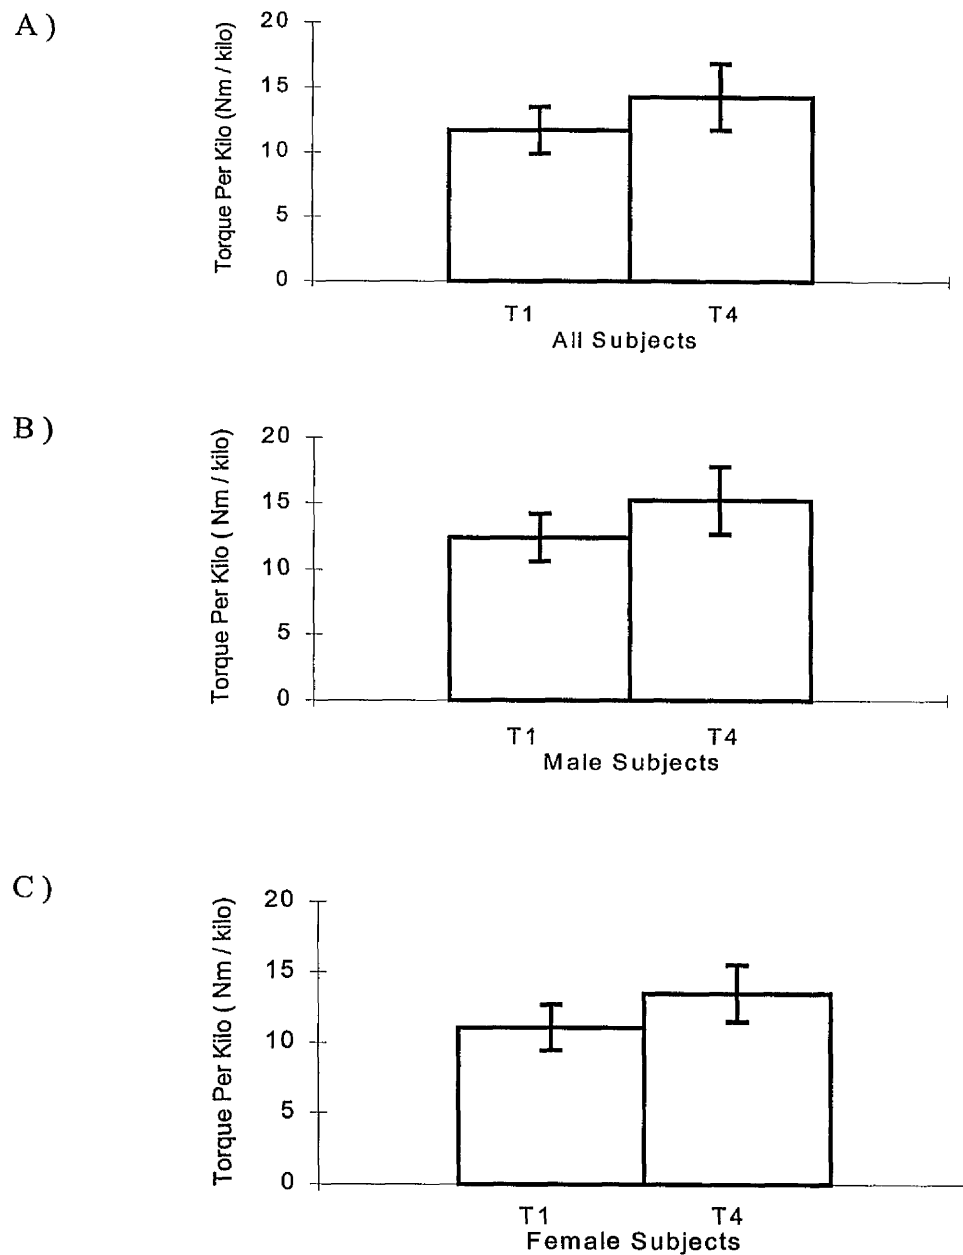 A )
Torque Per Kilo (Nm / kilo)
20
15
10
5
0
T1 T4
All Subjects
B )
Torque Per Kilo ( Nm / kilo)
20
15
10
5
0
T1 T4
Male Subjects
C )
Torque Per Kilo ( Nm / kilo)
20
15
10
5
0
T1 T4
Female Subjects